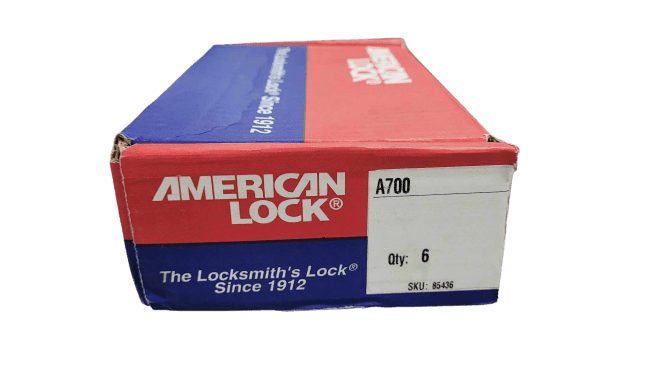 The Locksmith's Lock® Since 1912
AMERICAN
LOCK®
AMERICAN
LOCK®
The Locksmith's Lock®
Since 1912
A700
Qty: 6
SKU: 85436